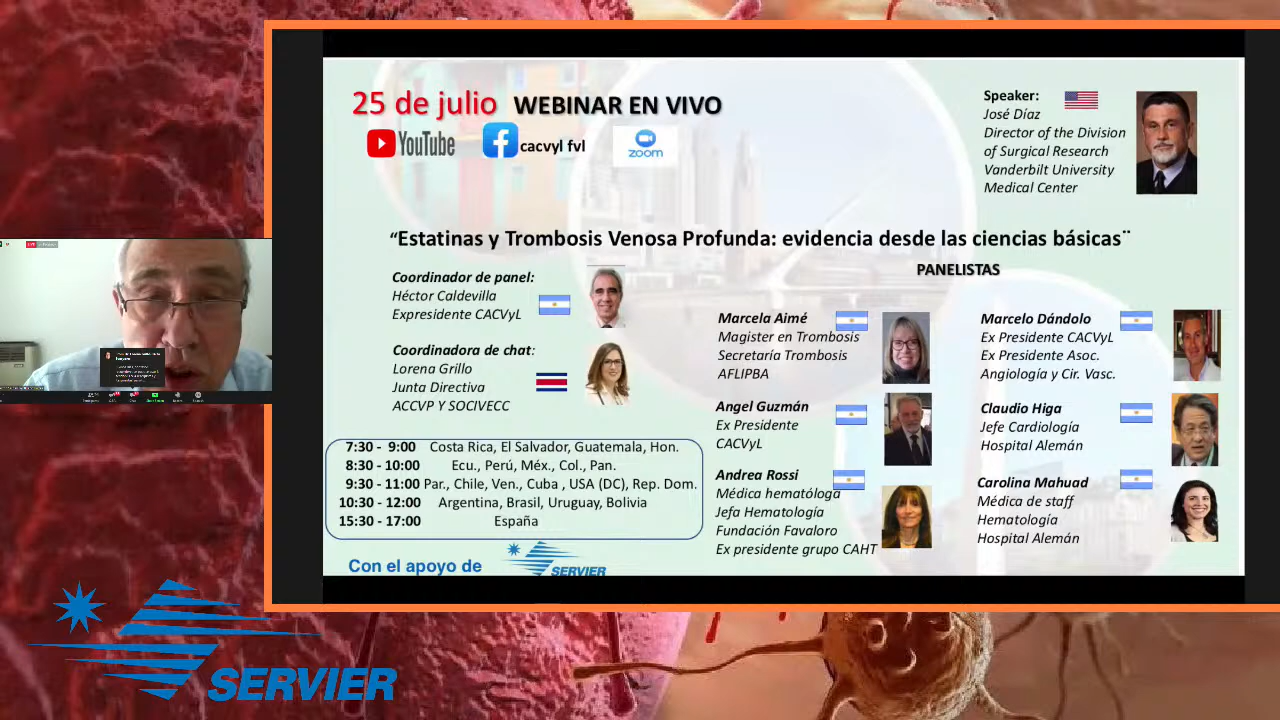 25 de julio WEBINAR EN VIVO
YouTube
cacvyl fvl
zoom
Speaker:
José Díaz
Director of the Division
of Surgical Research
Vanderbilt University
Medical Center
“Estatinas y Trombosis Venosa Profunda: evidencia desde las ciencias básicas¨
Coordinador de panel:
Héctor Caldevilla
Expresidente CACVyL
Coordinadora de chat:
Lorena Grillo
Junta Directiva
ACCVP Y SOCIVECC
7:30 - 9:00 Costa Rica, El Salvador, Guatemala, Hon.
8:30 - 10:00 Ecu., Perú, Méx., Col., Pan.
9:30 - 11:00 Par., Chile, Ven., Cuba , USA (DC), Rep. Dom.
10:30 - 12:00 Argentina, Brasil, Uruguay, Bolivia
15:30 - 17:00 España
Con el apoyo de
SERVIER
PANELISTAS
Marcela Aimé
Magister en Trombosis
Secretaría Trombosis
AFLIPBA
Angel Guzmán
Ex Presidente
CACVyL
Andrea Rossi
Médica hematóloga
Jefa Hematología
Fundación Favaloro
Ex presidente grupo CAHT
Marcelo Dándolo
Ex Presidente CACVyL
Ex Presidente Asoc.
Angiología y Cir. Vasc.
Claudio Higa
Jefe Cardiología
Hospital Alemán
Carolina Mahuad
Médica de staff
Hematología
Hospital Alemán
SERVIER